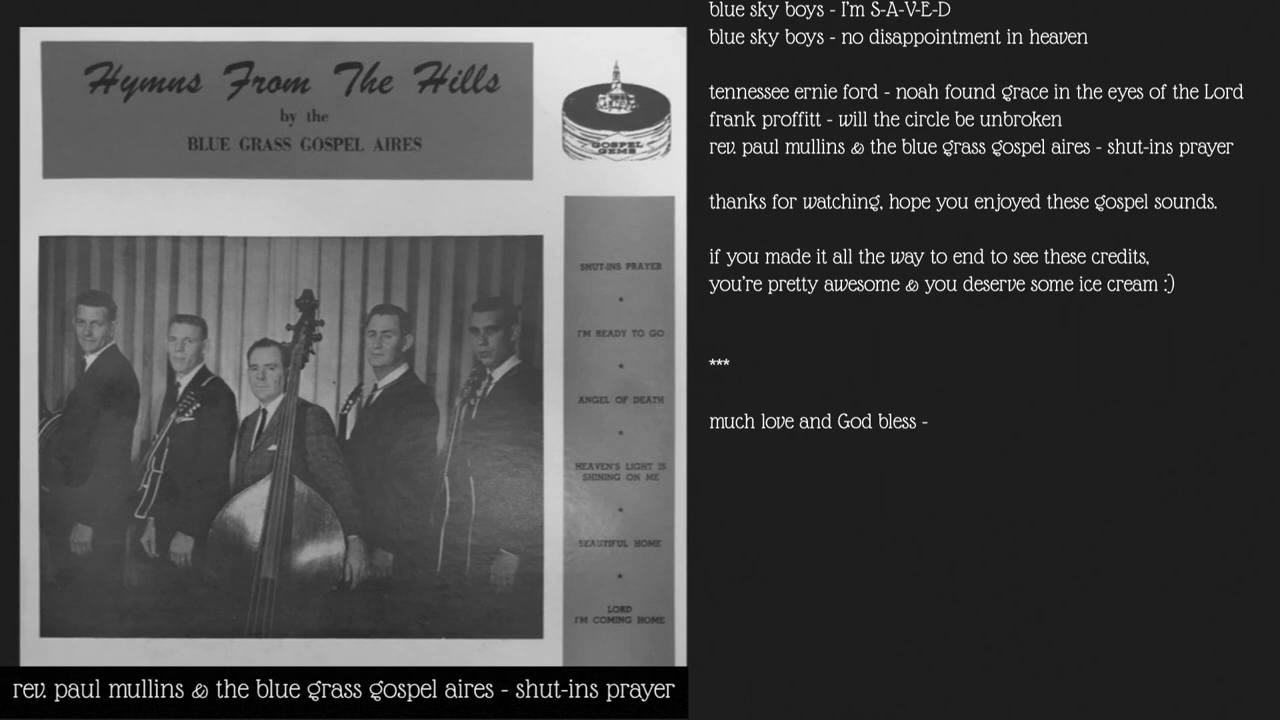 Hymns From The Hills
by the
BLUE GRASS GOSPEL AIRES
GOSPEL
GEMS
SHUT-INS PRAYER
I'M READY TO GO
ANGEL OF DEATH
HEAVEN'S LIGHT IS
SHINING ON ME
BEAUTIFUL HOME
LORD
I'M COMING HOME
rev. paul mullins & the blue grass gospel aires - shut-ins prayer
blue sky boys - I'm S-A-V-E-D
blue sky boys - no disappointment in heaven
tennessee ernie ford - noah found grace in the eyes of the Lord
frank proffitt - will the circle be unbroken
rev. paul mullins & the blue grass gospel aires - shut-ins prayer
thanks for watching, hope you enjoyed these gospel sounds.
if you made it all the way to end to see these credits,
you're pretty awesome & you deserve some ice cream :)
***
much love and God bless -